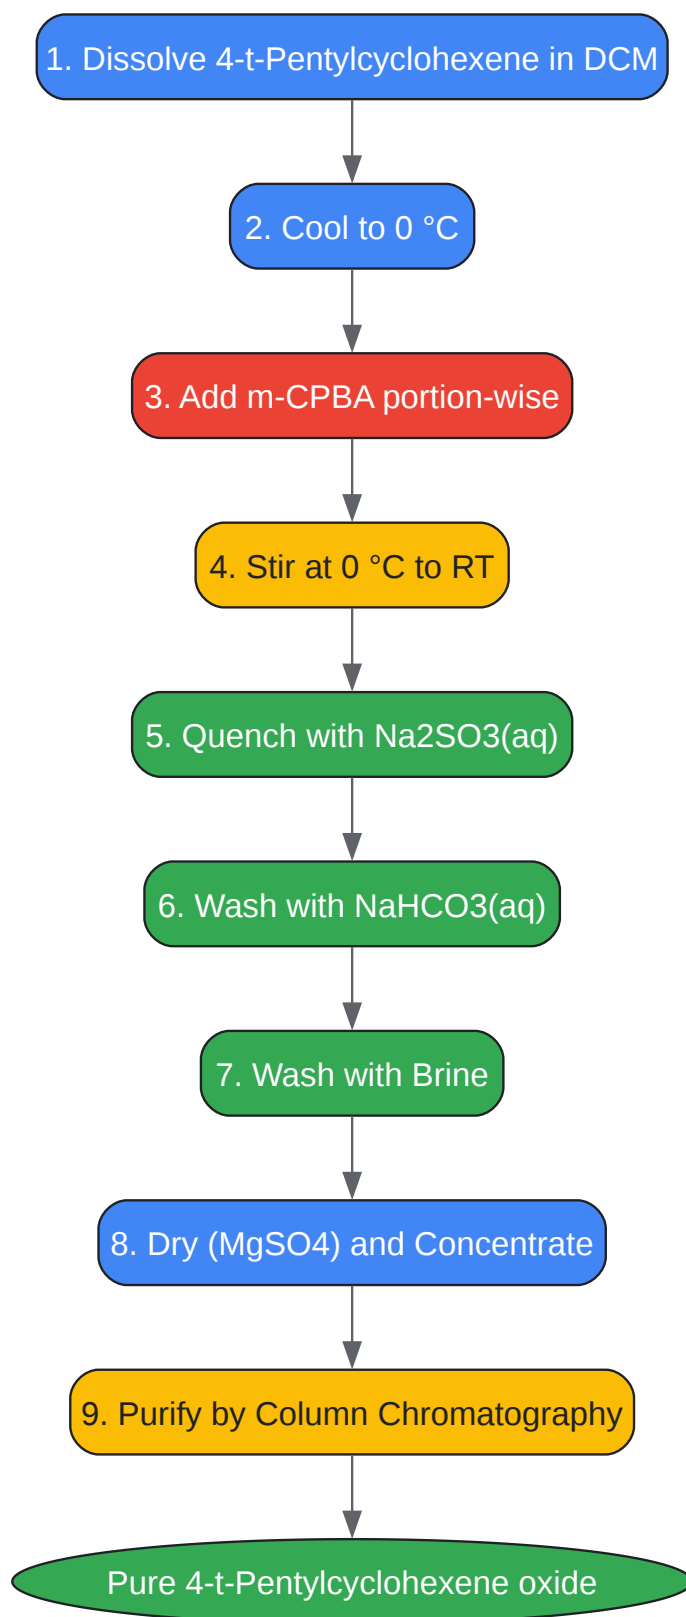 1. Dissolve 4-t-Pentylcyclohexene in DCM
2. Cool to 0 °C
3. Add m-CPBA portion-wise
4. Stir at 0 °C to RT
5. Quench with Na2SO3(aq)
6. Wash with NaHCO3(aq)
7. Wash with Brine
8. Dry (MgSO4) and Concentrate
9. Purify by Column Chromatography
Pure 4-t-Pentylcyclohexene oxide